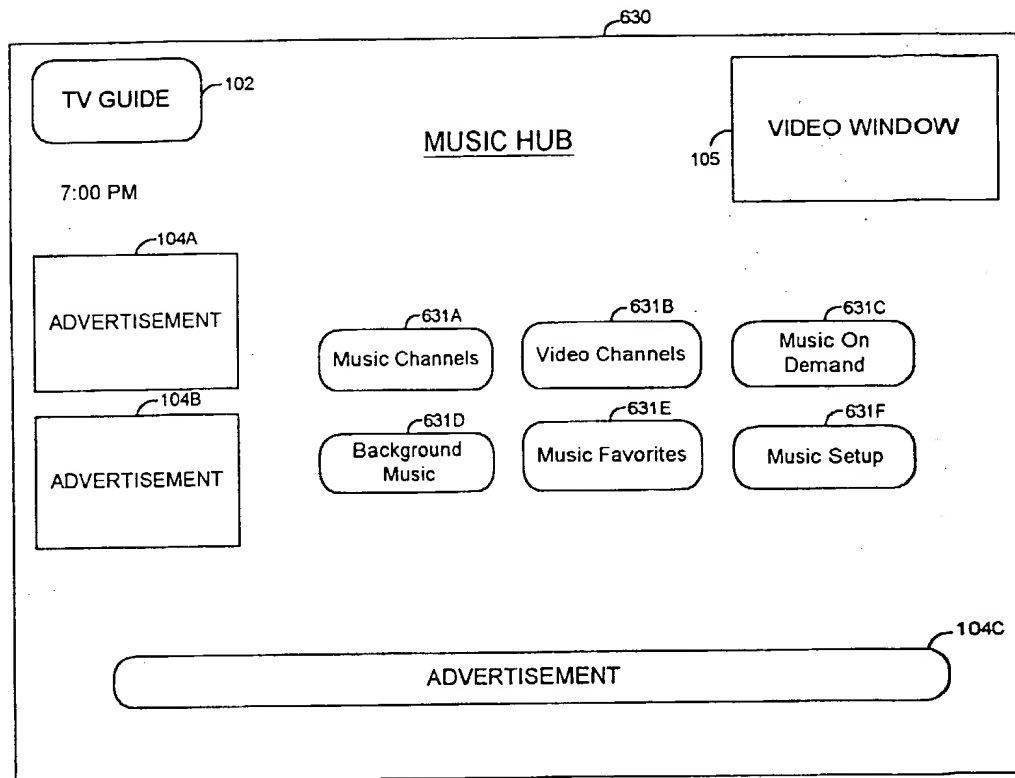 630
TV GUIDE
102
MUSIC HUB
VIDEO WINDOW
105
7:00 PM
104A
ADVERTISEMENT
631A
Music Channels
631B
Video Channels
631C
Music On
Demand
104B
ADVERTISEMENT
631D
Background
Music
631E
Music Favorites
631F
Music Setup
104C
ADVERTISEMENT